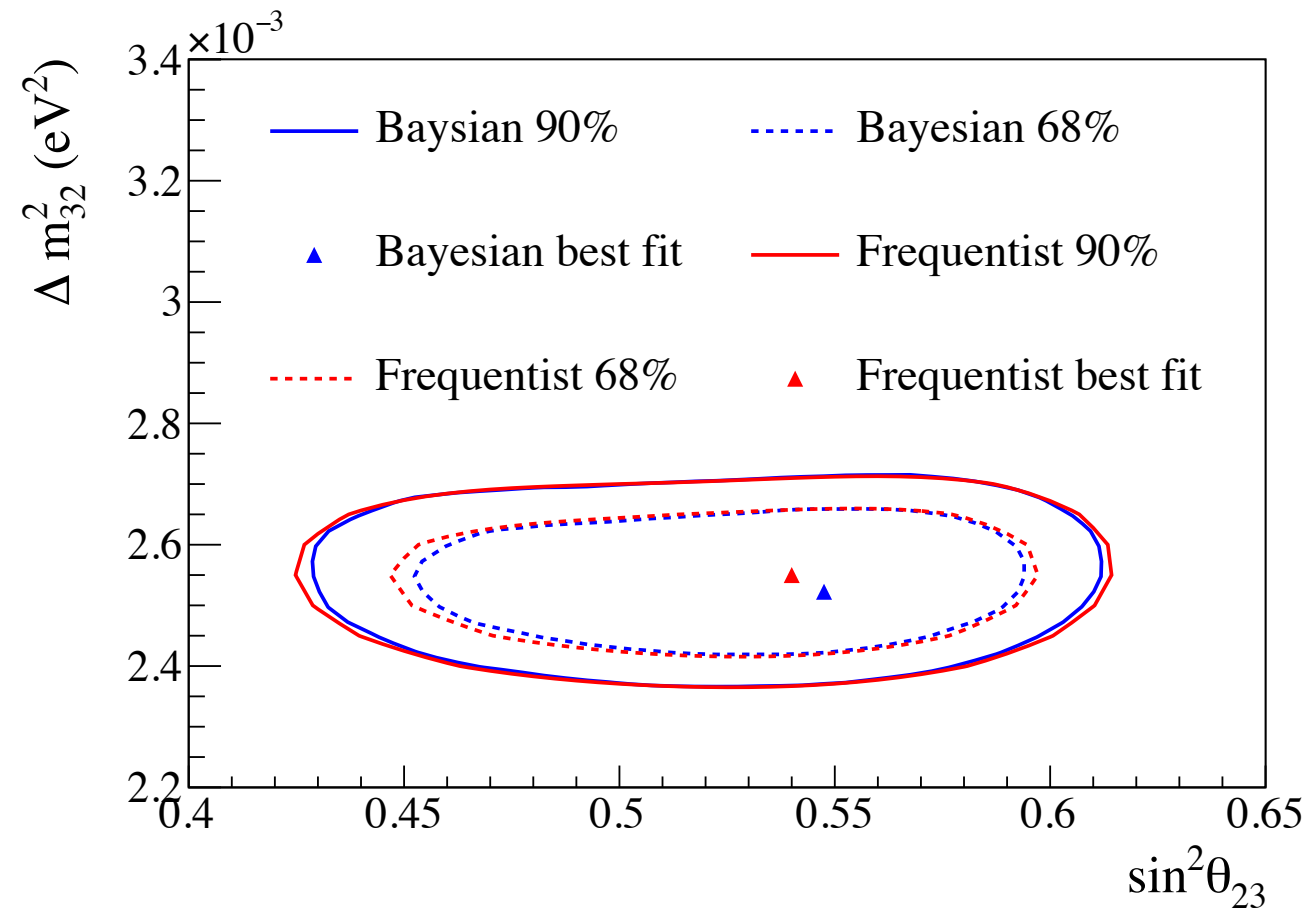 ×10⁻³
Δ m²₃₂ (eV²)
3.4
3.2
3
2.8
2.6
2.4
2.2
Baysian 90%
Bayesian 68%
Bayesian best fit
Frequentist 90%
Frequentist 68%
Frequentist best fit
0.4 0.45 0.5 0.55 0.6 0.65
sin²θ₂₃